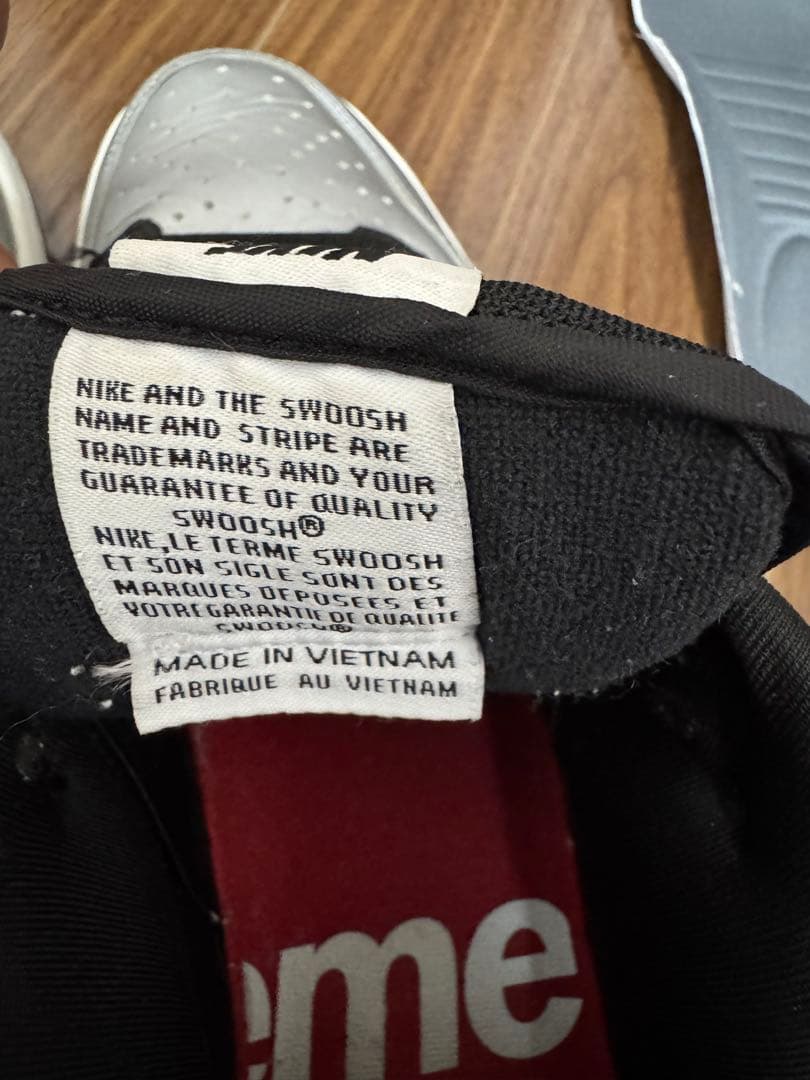 NIKE AND THE SWOOSH
NAME AND STRIPE ARE
TRADEMARKS AND YOUR
GUARANTEE OF QUALITY
SWOOSH®
NIKE, LE TERME SWOOSH
ET SON SIGLE SONT DES
MARQUES DEPOSEES ET
VOTRE GARANTIE DE QUALITE
SWOOSH®
MADE IN VIETNAM
FABRIQUE AU VIETNAM
eme